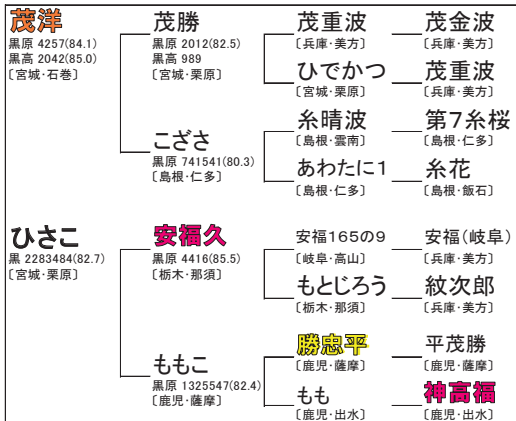 茂洋
黒原 4257(84.1)
黒高 2042(85.0)
〔宮城・石巻〕
茂勝
黒原 2012(82.5)
黒高 989
〔宮城・栗原〕
茂重波
〔兵庫・美方〕
茂金波
〔兵庫・美方〕
ひでかつ
〔宮城・栗原〕
茂重波
〔兵庫・美方〕
こざさ
黒原 741541(80.3)
〔島根・仁多〕
糸晴波
〔島根・雲南〕
第7糸桜
〔島根・仁多〕
あわたに1
〔島根・仁多〕
糸花
〔島根・飯石〕
ひさこ
黒 2283484(82.7)
〔宮城・栗原〕
安福久
黒原 4416(85.5)
〔栃木・那須〕
安福165の9
〔岐阜・高山〕
安福(岐阜)
〔兵庫・美方〕
もとじろう
〔栃木・那須〕
紋次郎
〔兵庫・美方〕
ももこ
黒原 1325547(82.4)
〔鹿児・薩摩〕
勝忠平
〔鹿児・薩摩〕
平茂勝
〔鹿児・薩摩〕
もも
〔鹿児・出水〕
神高福
〔鹿児・出水〕